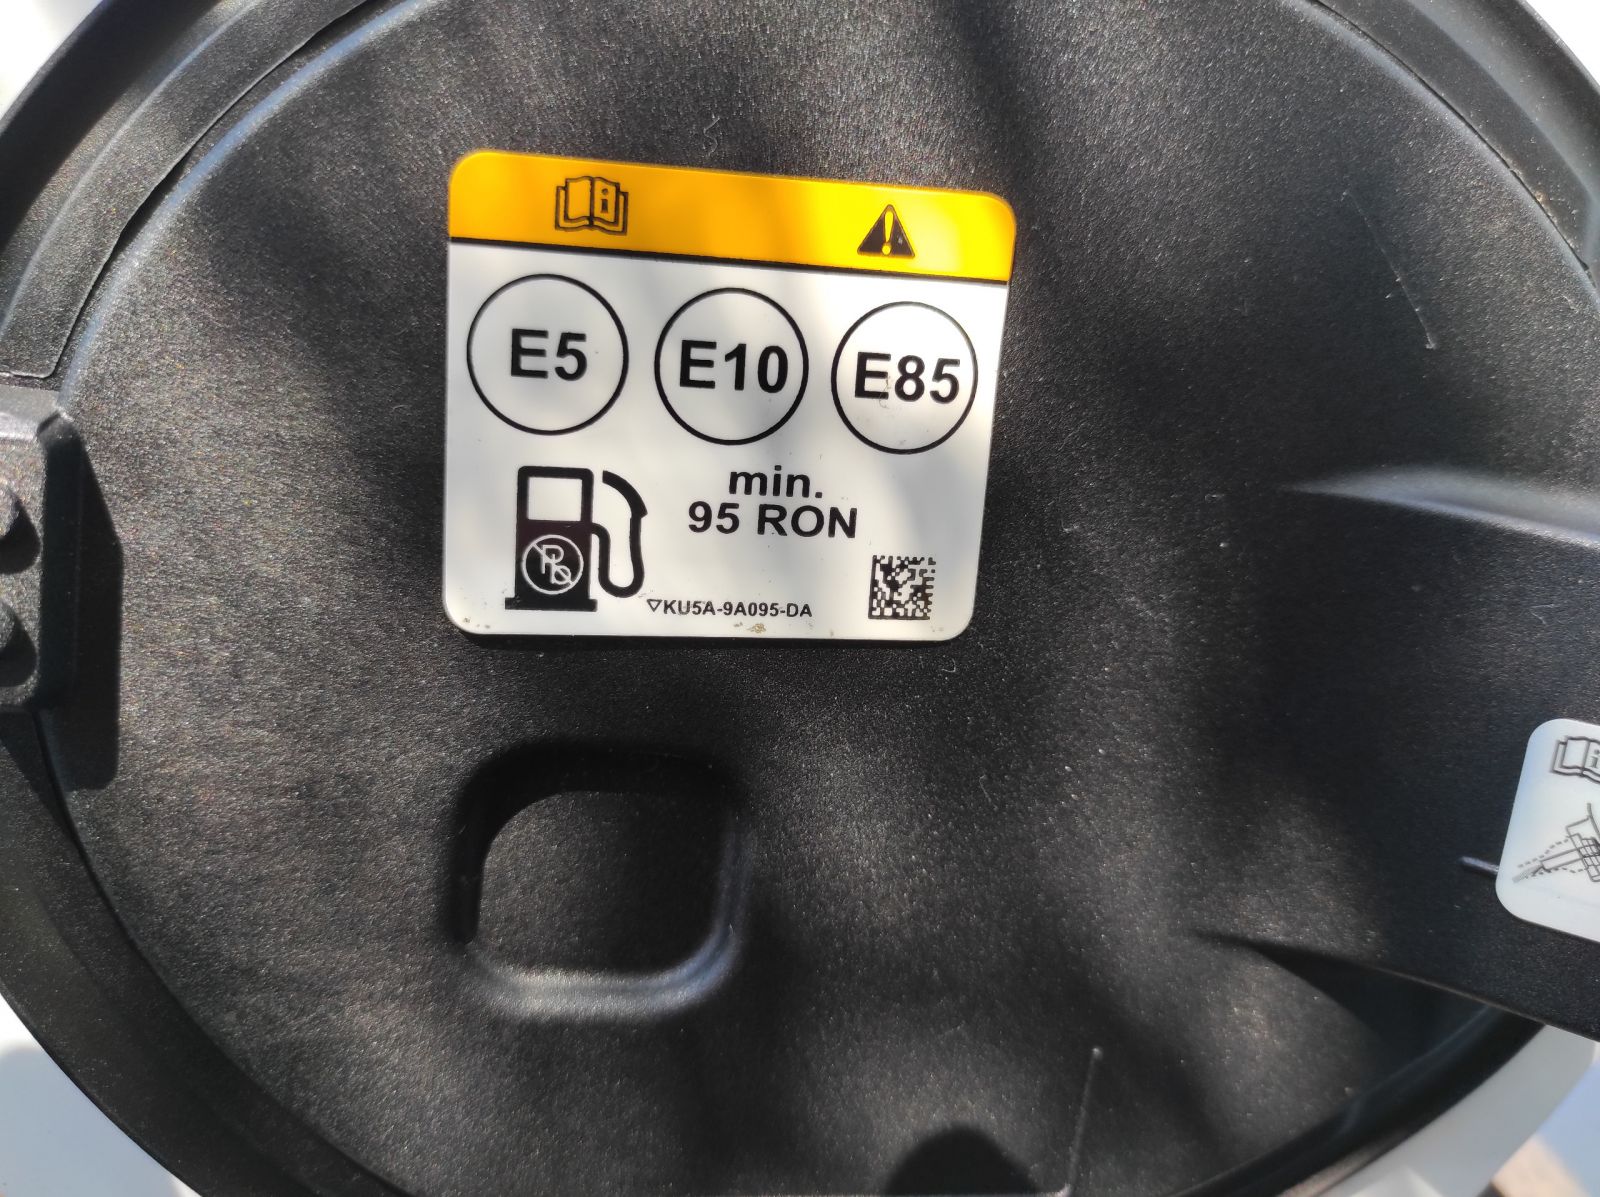 E5 E10 E85
min.
95 RON
Pb
KU5A-9A095-DA